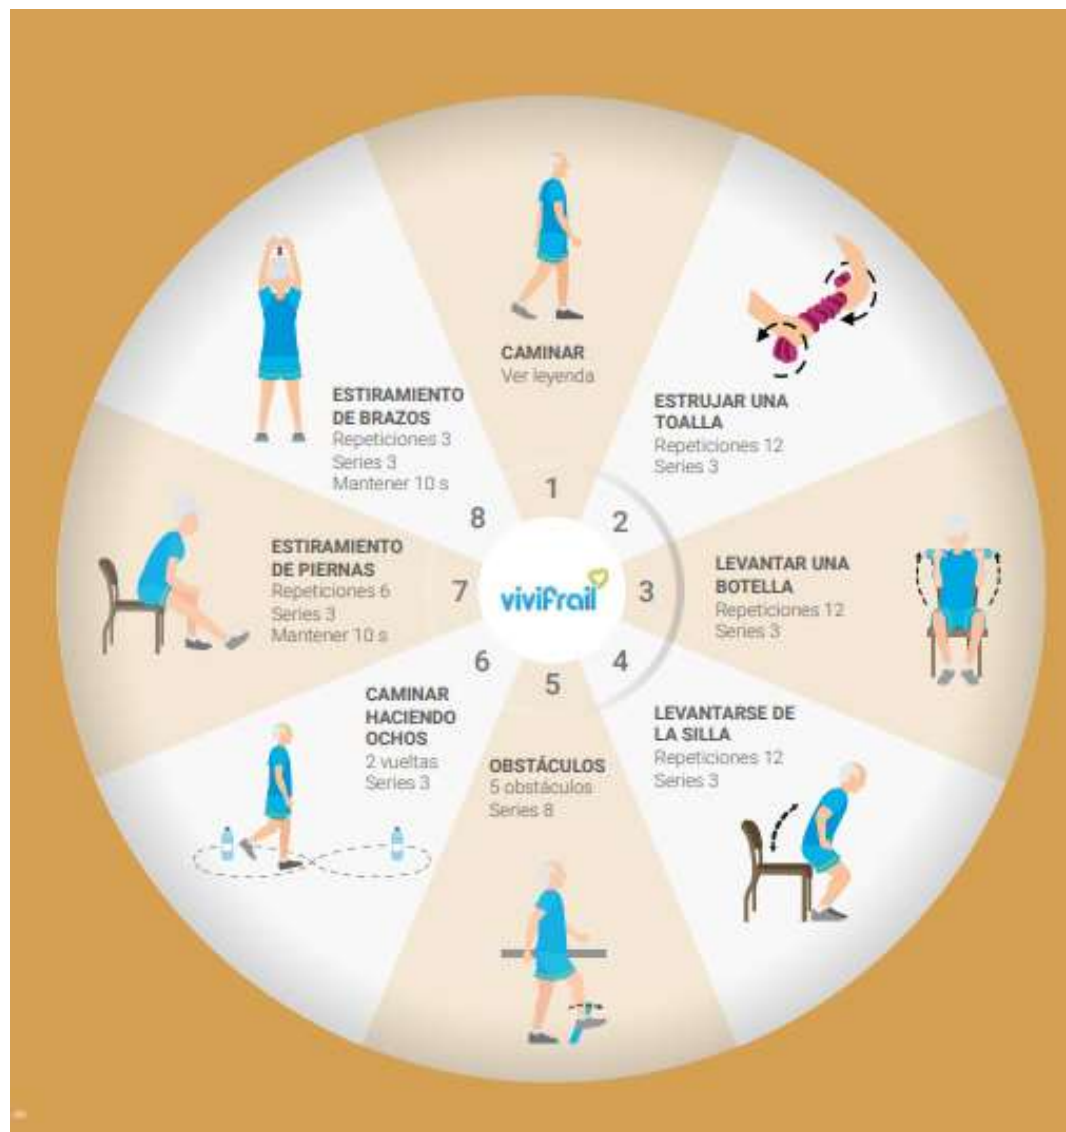 CAMINAR
Ver leyenda
1
ESTRUJAR UNA
TOALLA
Repeticiones 12
Series 3
2
LEVANTAR UNA
BOTELLA
Repeticiones 12
Series 3
3
LEVANTARSE DE
LA SILLA
Repeticiones 12
Series 3
4
OBSTÁCULOS
5 obstáculos
Series 8
5
CAMINAR
HACIENDO
OCHOS
2 vueltas
Series 3
6
ESTIRAMIENTO
DE PIERNAS
Repeticiones 6
Series 3
Mantener 10 s
7
ESTIRAMIENTO
DE BRAZOS
Repeticiones 3
Series 3
Mantener 10 s
8
vivifrail